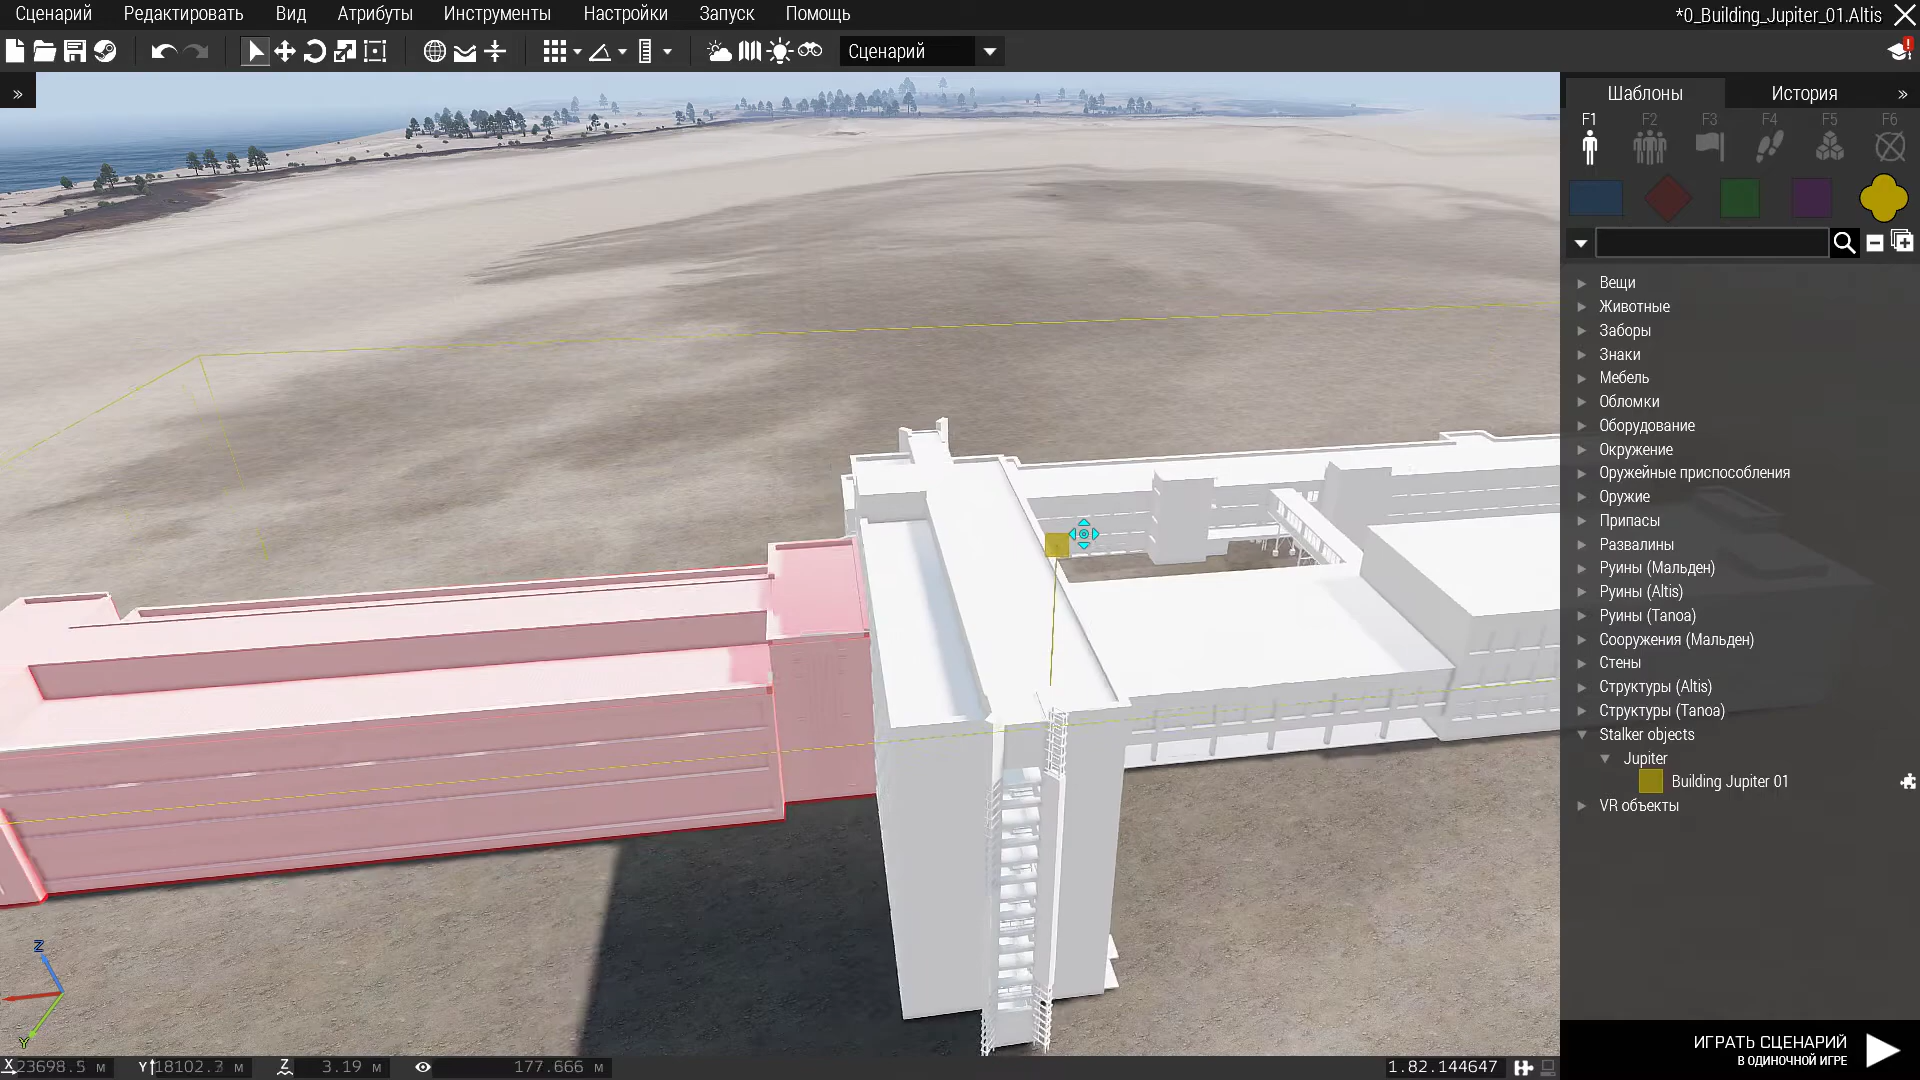 Сценарий Редактировать Вид Атрибуты Инструменты Настройки Запуск Помощь *0_Building_Jupiter_01.Altis
Сценарий
»
Шаблоны История »
F1 F2 F3 F4 F5 F6
Вещи
Животные
Заборы
Знаки
Мебель
Обломки
Оборудование
Окружение
Оружейные приспособления
Оружие
Припасы
Развалины
Руины (Мальден)
Руины (Altis)
Руины (Tanoa)
Сооружения (Мальден)
Стены
Структуры (Altis)
Структуры (Tanoa)
Stalker objects
Jupiter
Building Jupiter 01
VR объекты
Z
Y
ИГРАТЬ СЦЕНАРИЙ
В ОДИНОЧНОЙ ИГРЕ
X 23698.5 м Y 18102.3 м Z 3.19 м 177.666 м 1.82.144647